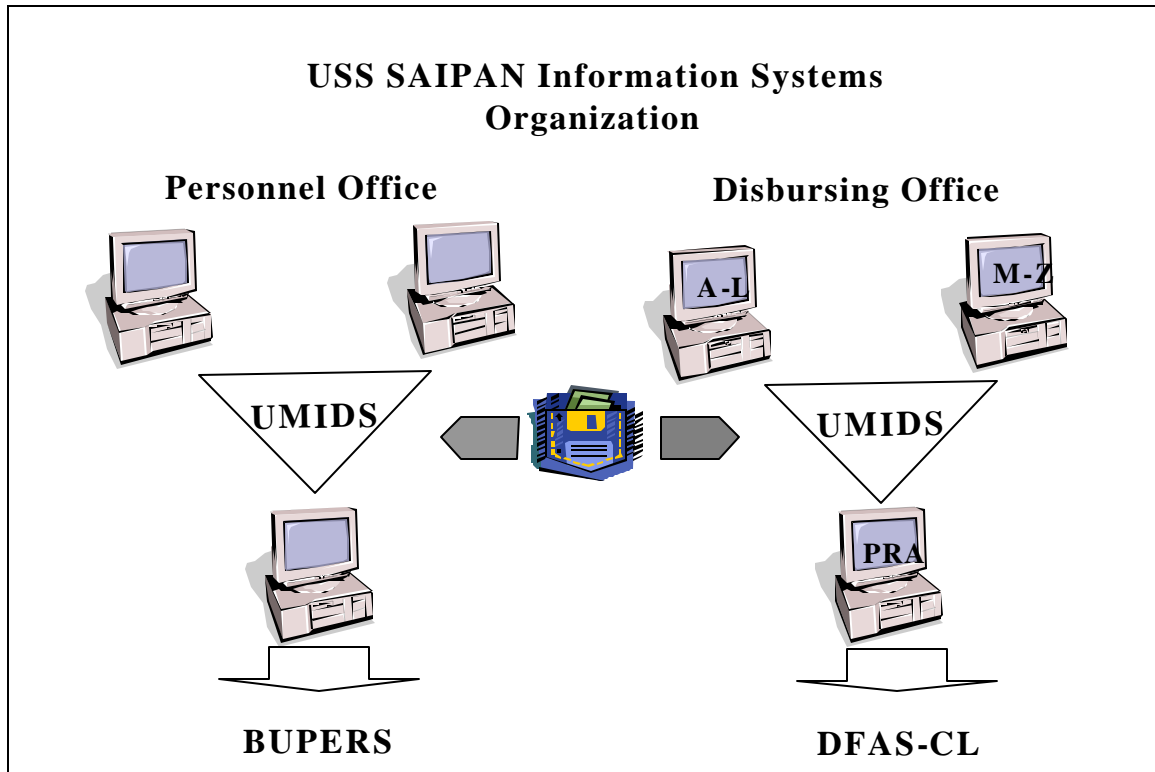 USS SAIPAN Information Systems
Organization
Personnel Office
Disbursing Office
A-L
M-Z
UMIDS
UMIDS
PRA
BUPERS
DFAS-CL